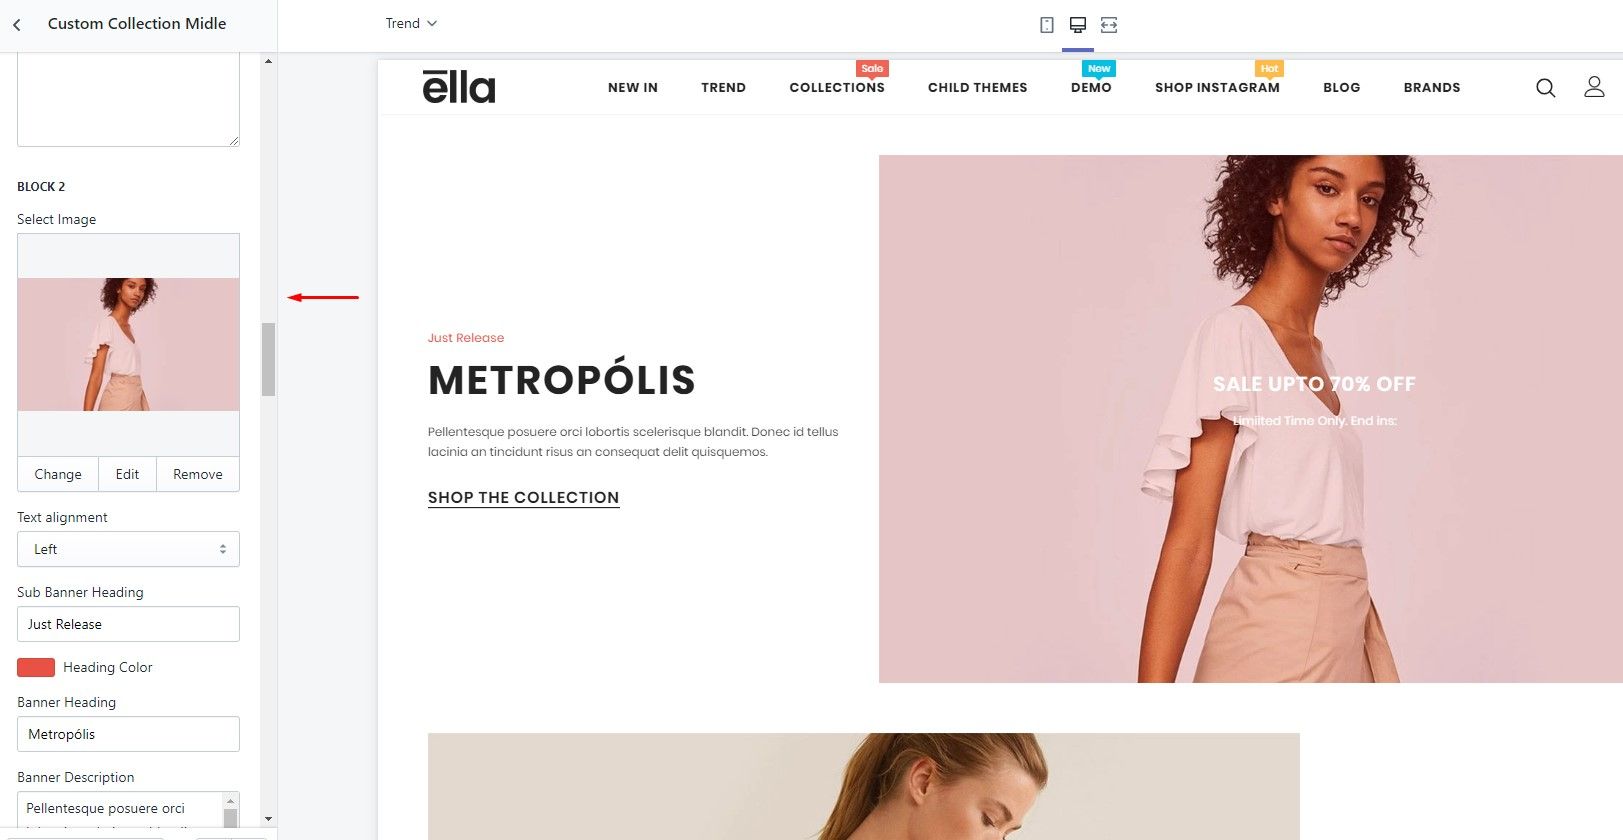 Custom Collection Midle
Trend
BLOCK 2
Select Image
Change Edit Remove
Text alignment
Left
Sub Banner Heading
Just Release
Heading Color
Banner Heading
Metropólis
Banner Description
Pellentesque posuere orci
ella
Sale
New
Hot
NEW IN TREND COLLECTIONS CHILD THEMES DEMO SHOP INSTAGRAM BLOG BRANDS
Just Release
METROPÓLIS
Pellentesque posuere orci lobortis scelerisque blandit. Donec id tellus
lacinia an tincidunt risus an consequat delit quisquemos.
SHOP THE COLLECTION
SALE UPTO 70% OFF
Limiited Time Only. End ins: